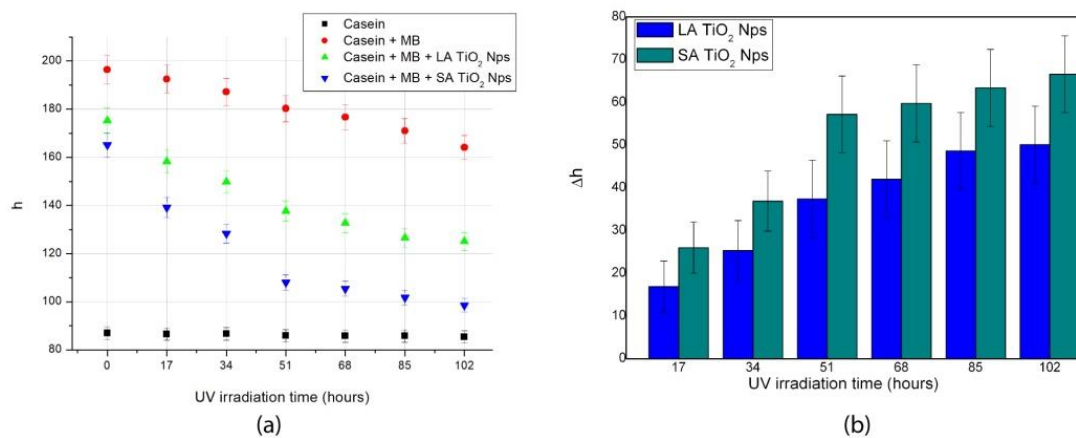 Casein
Casein + MB
Casein + MB + LA TiO₂ Nps
Casein + MB + SA TiO₂ Nps
h
200
180
160
140
120
100
80
0 17 34 51 68 85 102
UV irradiation time (hours)
(a)
LA TiO₂ Nps
SA TiO₂ Nps
Δh
80
70
60
50
40
30
20
10
0
17 34 51 68 85 102
UV irradiation time (hours)
(b)